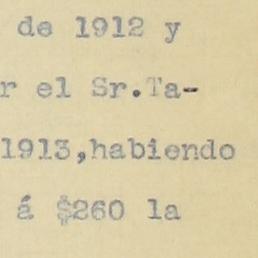 de 1912 y
r el Sr.Ta-
1913,habiendo
á $260 la